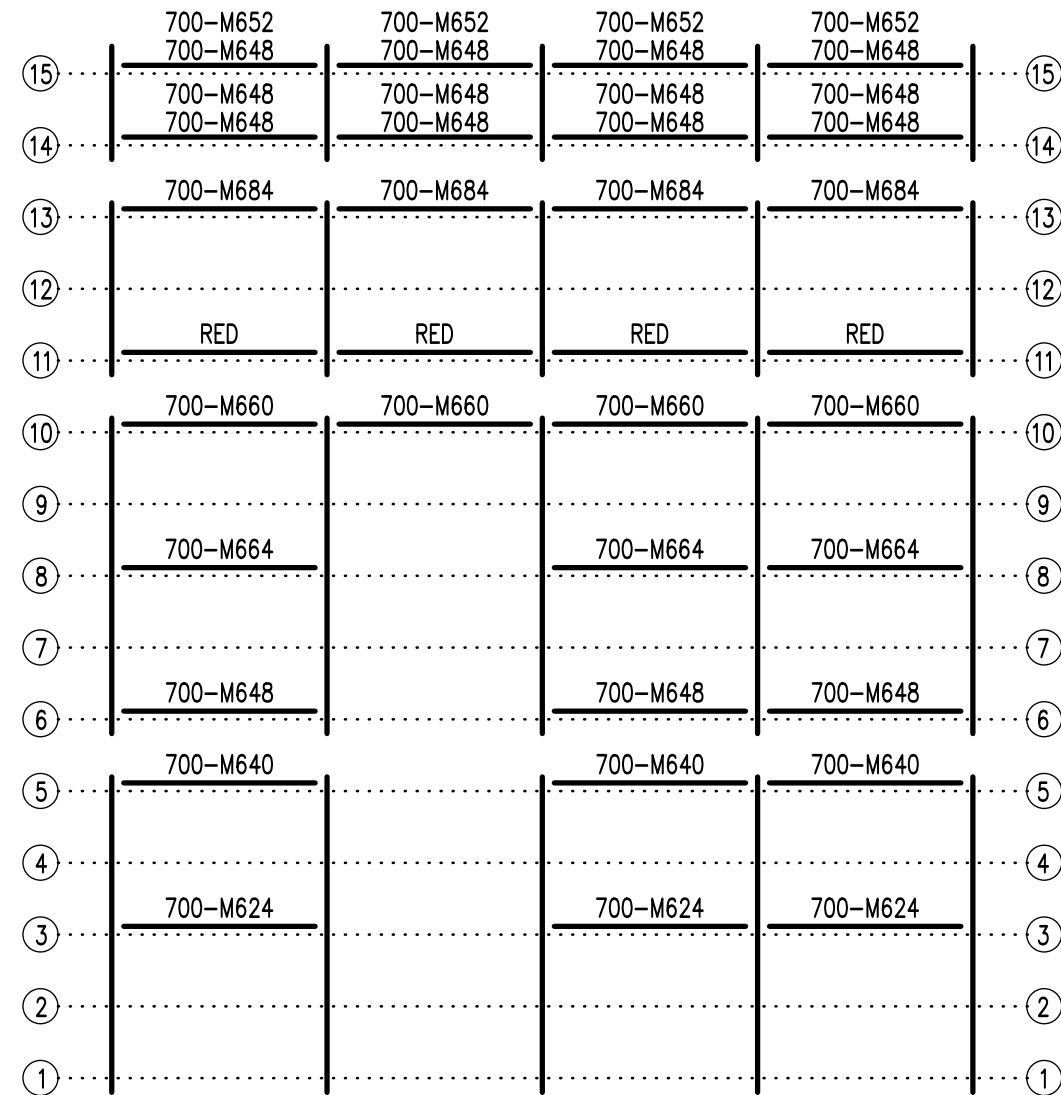 700-M652 700-M652 700-M652 700-M652
15 700-M648 700-M648 700-M648 700-M648 15
700-M648 700-M648 700-M648 700-M648
14 700-M648 700-M648 700-M648 700-M648 14
13 700-M684 700-M684 700-M684 700-M684 13
12 12
11 RED RED RED RED 11
10 700-M660 700-M660 700-M660 700-M660 10
9 9
8 700-M664 700-M664 700-M664 8
7 7
6 700-M648 700-M648 700-M648 6
5 700-M640 700-M640 700-M640 5
4 4
3 700-M624 700-M624 700-M624 3
2 2
1 1